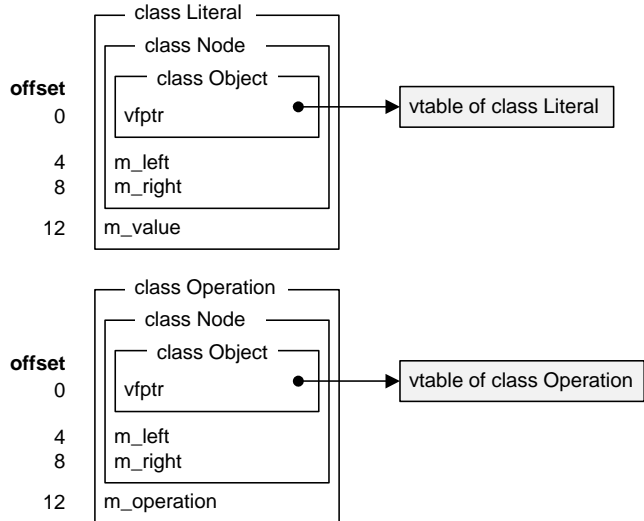 class Literal
class Node
class Object
offset
0 vfptr
vtable of class Literal
4 m_left
8 m_right
12 m_value
class Operation
class Node
class Object
offset
0 vfptr
vtable of class Operation
4 m_left
8 m_right
12 m_operation